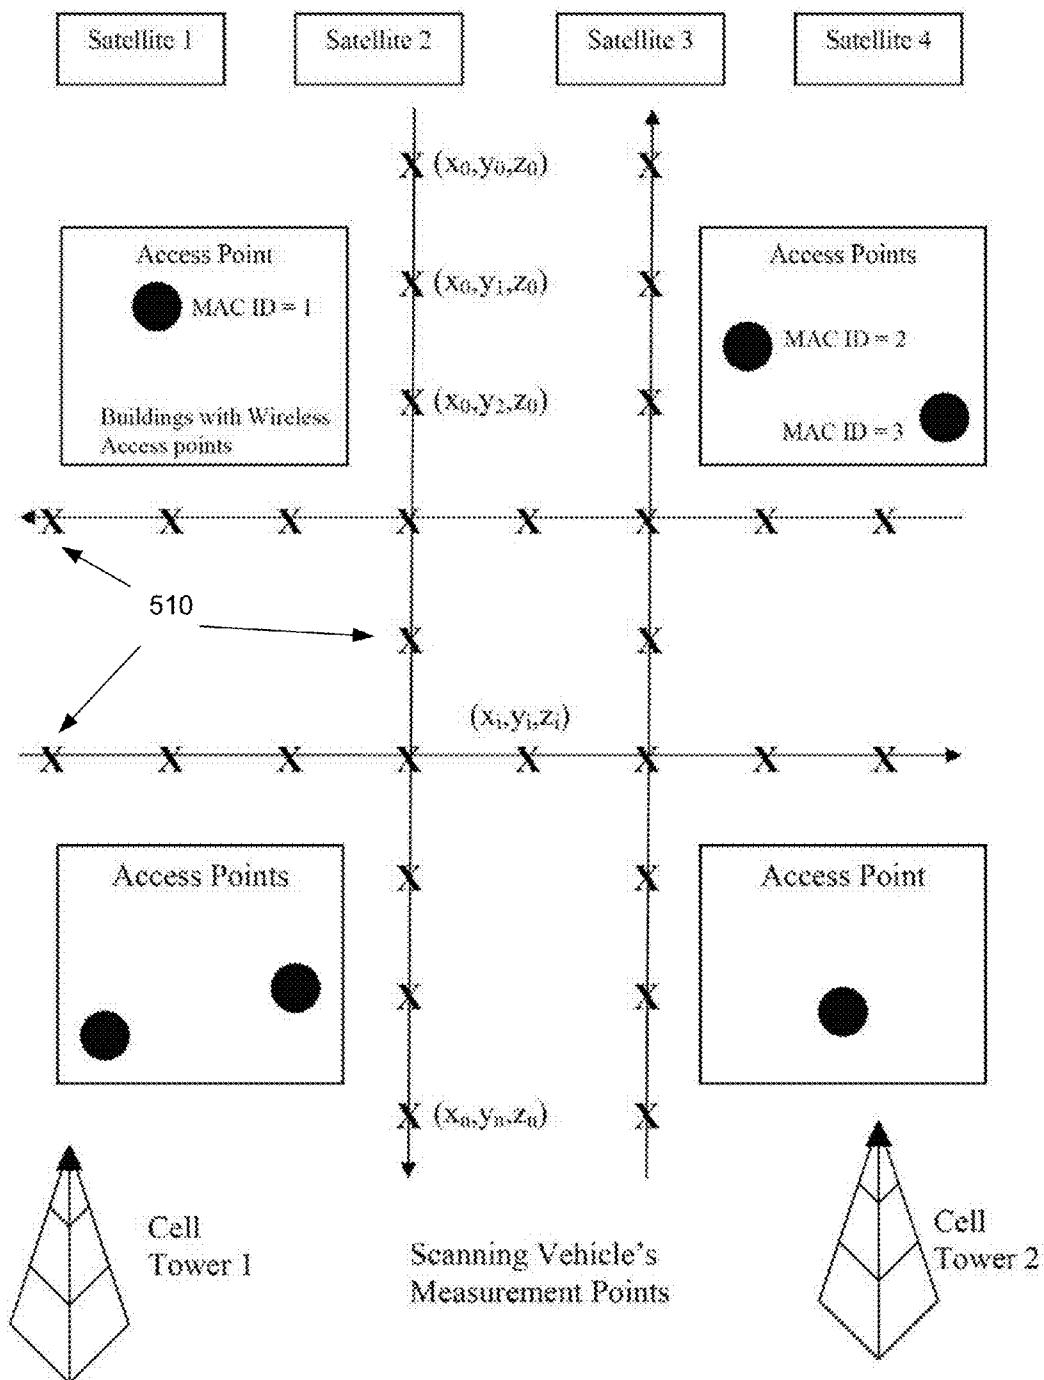 Satellite 1
Satellite 2
Satellite 3
Satellite 4
X (x₀,y₀,z₀)
X
Access Point
MAC ID = 1
Buildings with Wireless
Access points
X (x₀,y₁,z₀)
X
X (x₀,y₂,z₀)
X
Access Points
MAC ID = 2
MAC ID = 3
X X X X X X X X
510
X X
(xᵢ,yᵢ,zᵢ)
X X X X X X X X
Access Points
X X
X X
Access Point
X (xₙ,yₙ,zₙ)
X
Cell
Tower 1
Scanning Vehicle's
Measurement Points
Cell
Tower 2